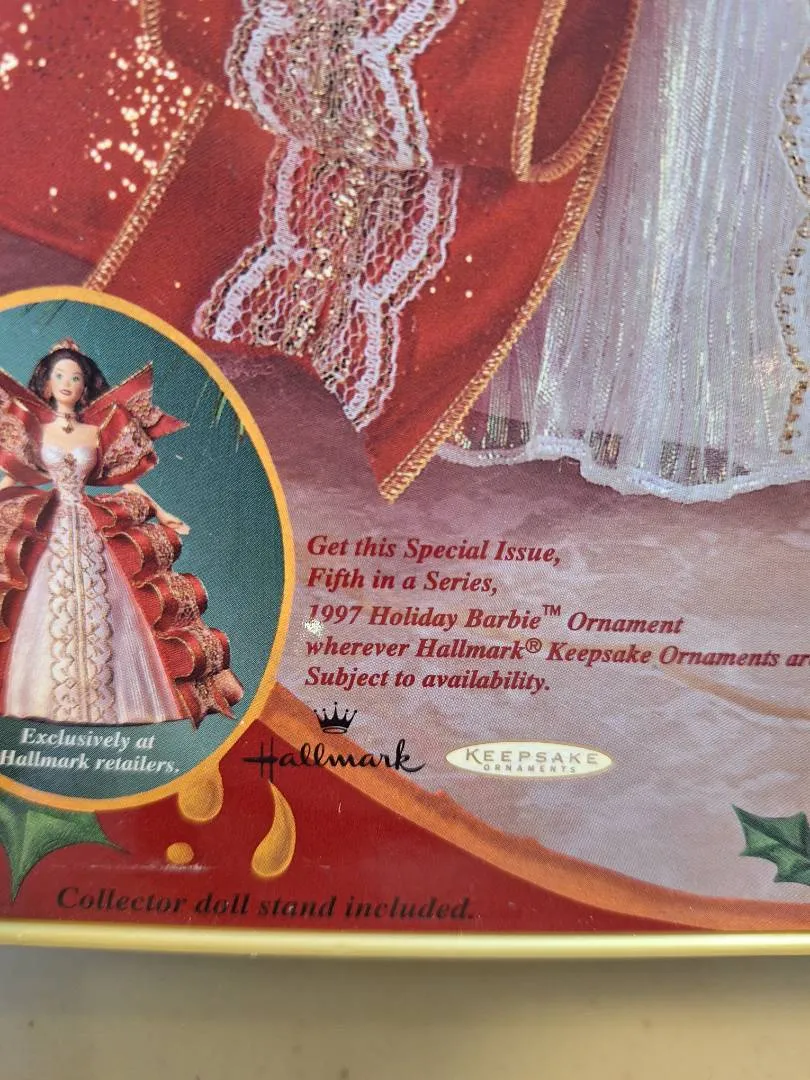 Get this Special Issue,
Fifth in a Series,
1997 Holiday Barbie™ Ornament
wherever Hallmark® Keepsake Ornaments
Subject to availability.
Exclusively at
Hallmark retailers.
Hallmark
KEEPSAKE
ORNAMENTS
Collector doll stand included.